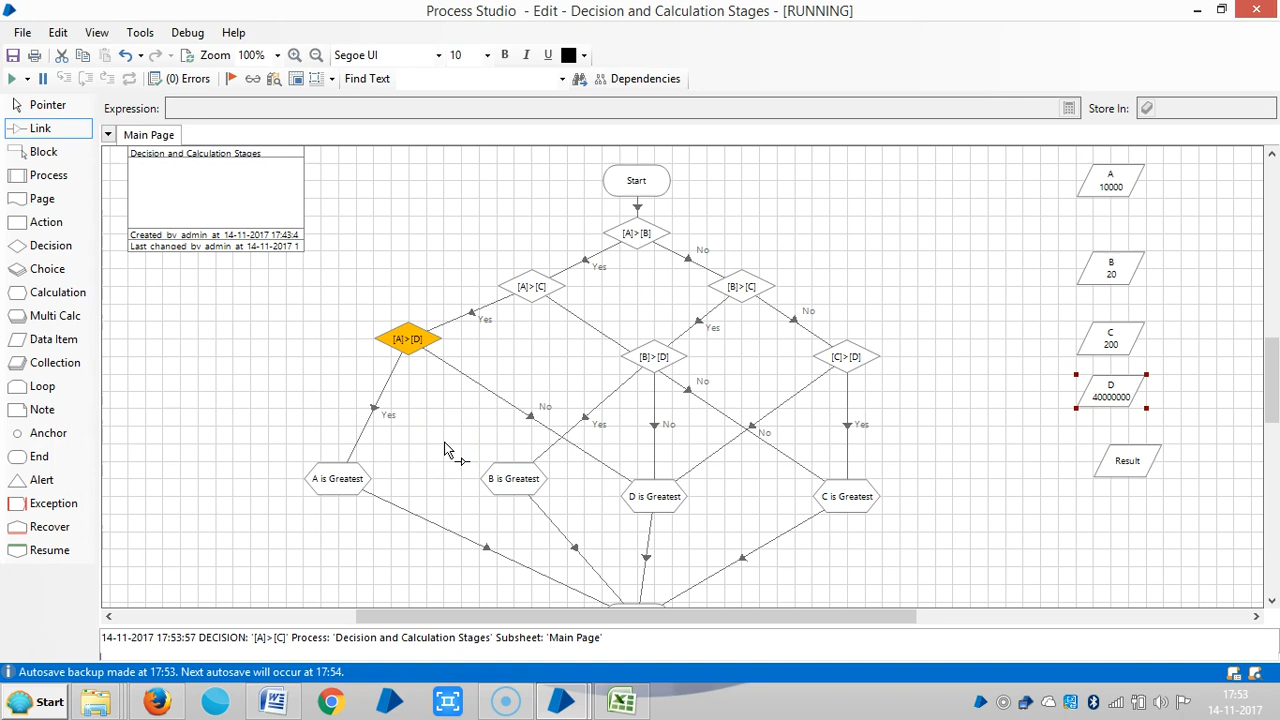 Process Studio - Edit - Decision and Calculation Stages - [RUNNING]
File Edit View Tools Debug Help
Zoom 100% Segoe UI 10 B I U
(0) Errors Find Text Dependencies
Pointer
Link
Block
Process
Page
Action
Decision
Choice
Calculation
Multi Calc
Data Item
Collection
Loop
Note
Anchor
End
Alert
Exception
Recover
Resume
Expression: Store In:
Main Page
Decision and Calculation Stages
Created by admin at 14-11-2017 17:43:4
Last changed by admin at 14-11-2017 1
Start
[A]>[B]
Yes
No
[A]>[C]
[B]>[C]
Yes
Yes
No
[A]>[D]
[B]>[D]
[C]>[D]
Yes
No
Yes
No
No
No
Yes
A is Greatest
B is Greatest
D is Greatest
C is Greatest
A
10000
B
20
C
200
D
40000000
Result
14-11-2017 17:53:57 DECISION: '[A]>[C]' Process: 'Decision and Calculation Stages' Subsheet: 'Main Page'
Autosave backup made at 17:53. Next autosave will occur at 17:54.
Start
17:53
14-11-2017